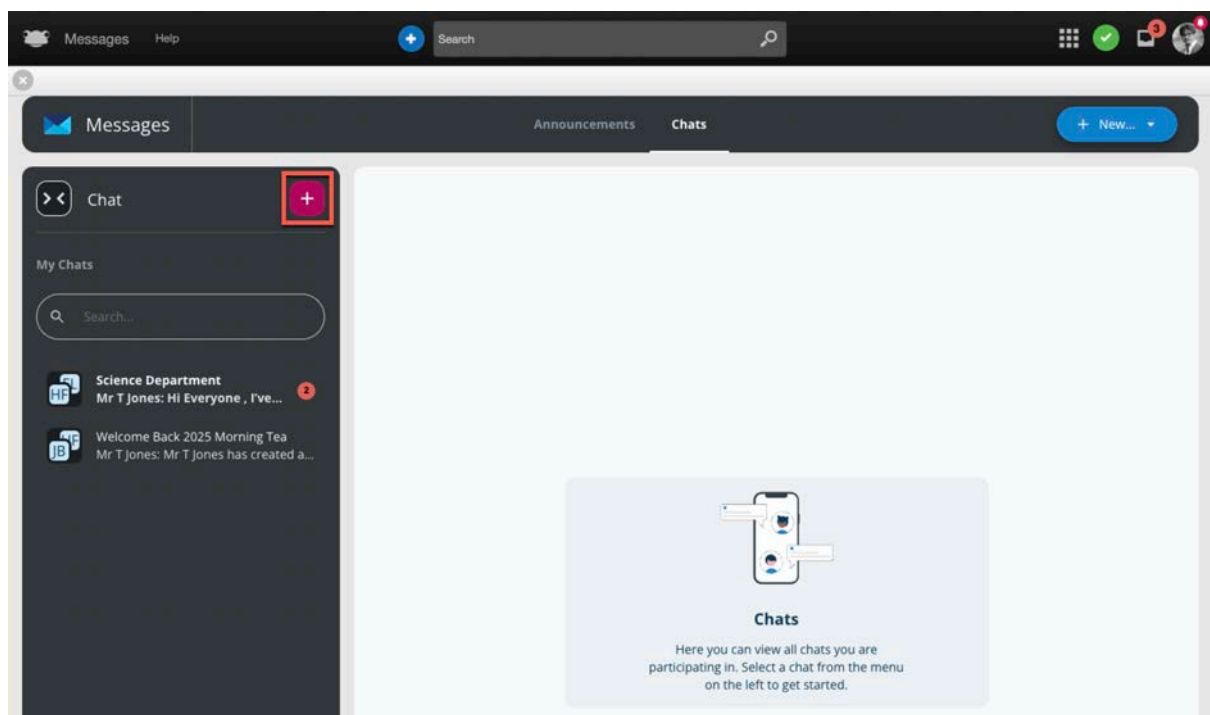 Messages Help Search 3
Messages Announcements Chats + New...
Chat +
My Chats
Search...
Science Department
Mr T Jones: Hi Everyone , I've... 2
HF
Welcome Back 2025 Morning Tea
Mr T Jones: Mr T Jones has created a...
JB
Chats
Here you can view all chats you are
participating in. Select a chat from the menu
on the left to get started.